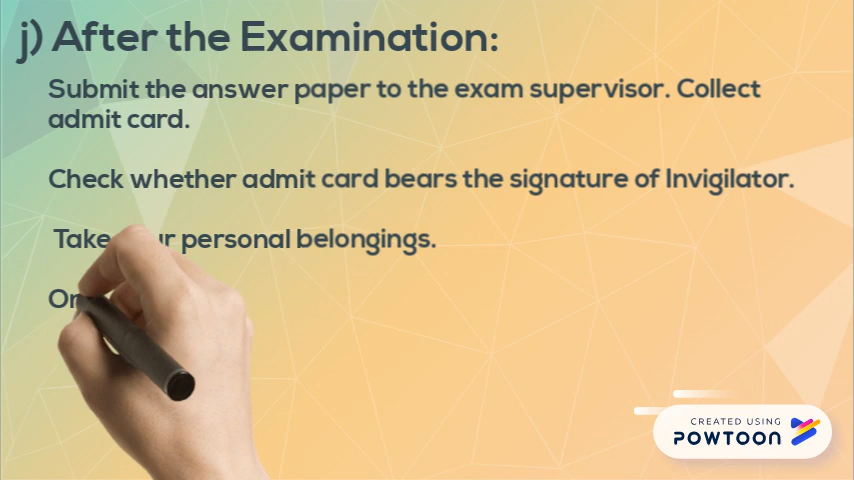 j) After the Examination:
Submit the answer paper to the exam supervisor. Collect
admit card.
Check whether admit card bears the signature of Invigilator.
Take personal belongings.
CREATED USING
POWTOON